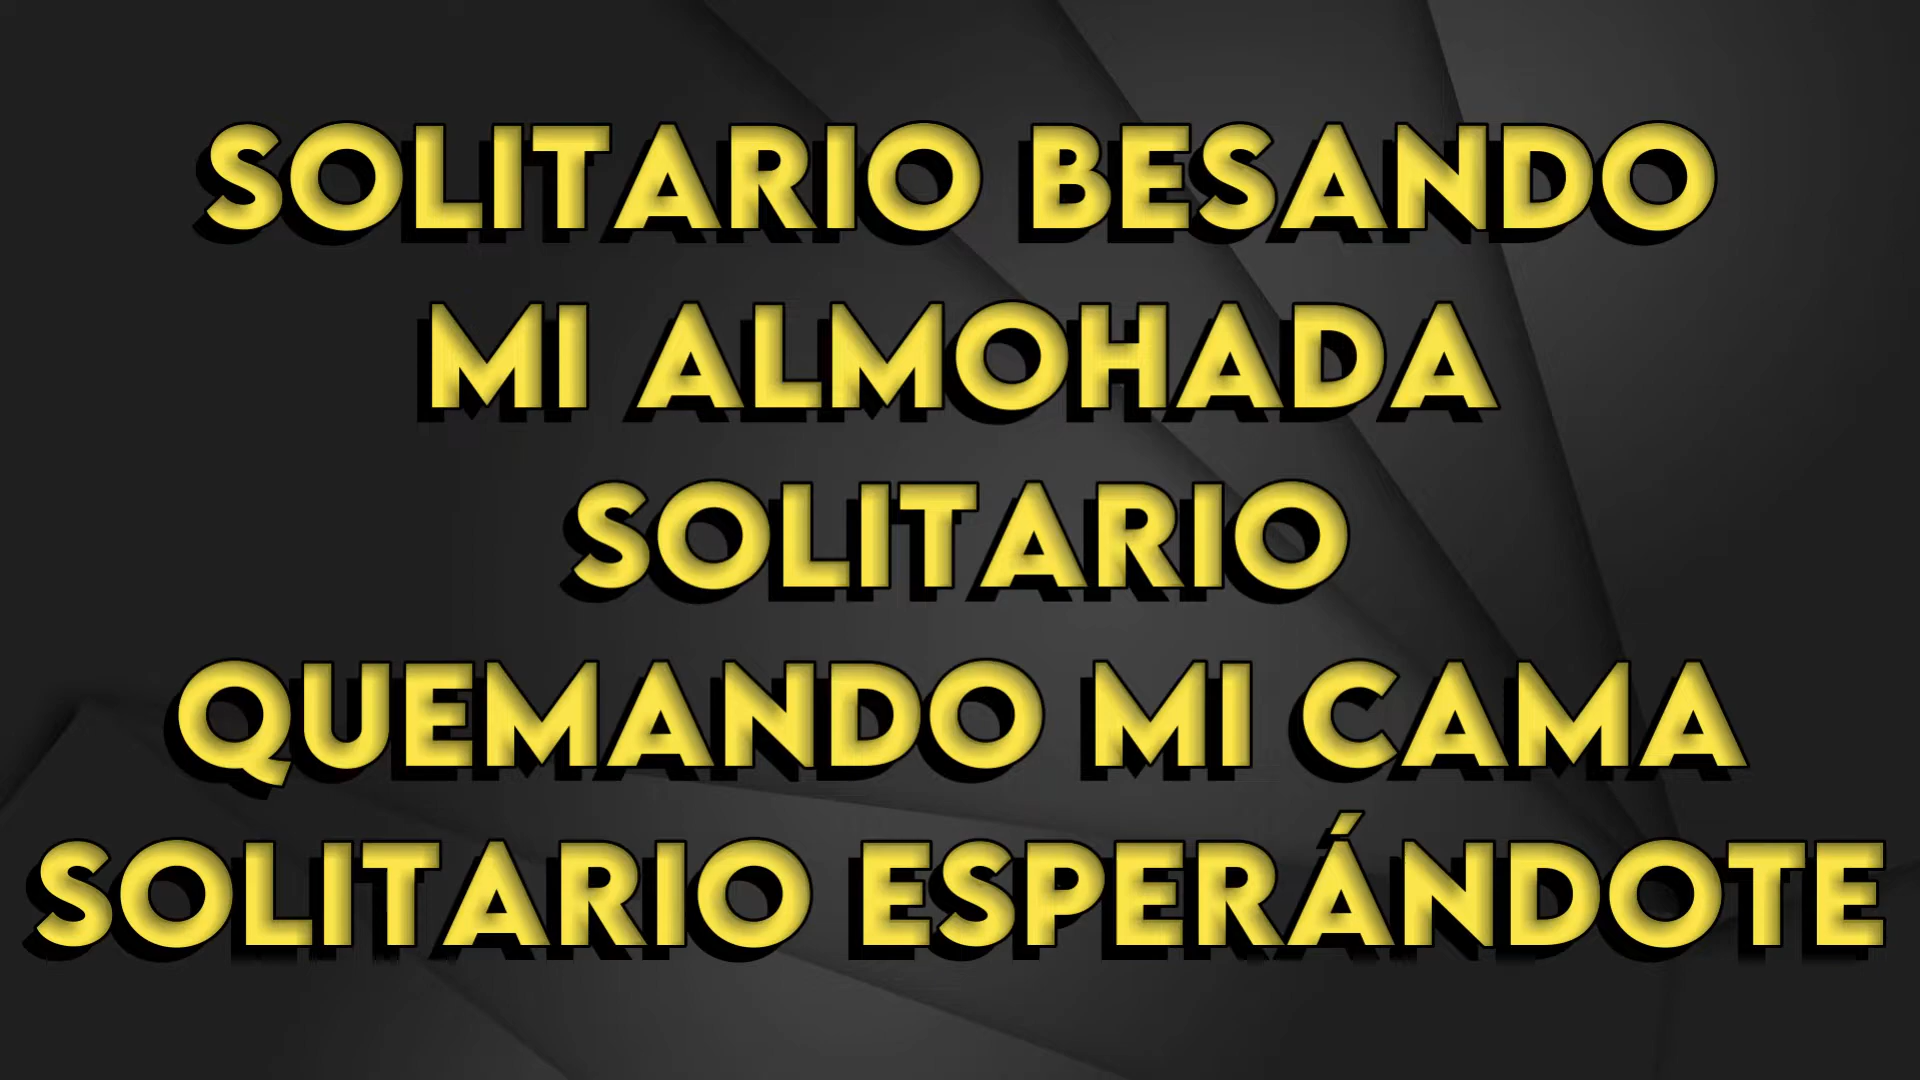 SOLITARIO BESANDO
MI ALMOHADA
SOLITARIO
QUEMANDO MI CAMA
SOLITARIO ESPERÁNDOTE